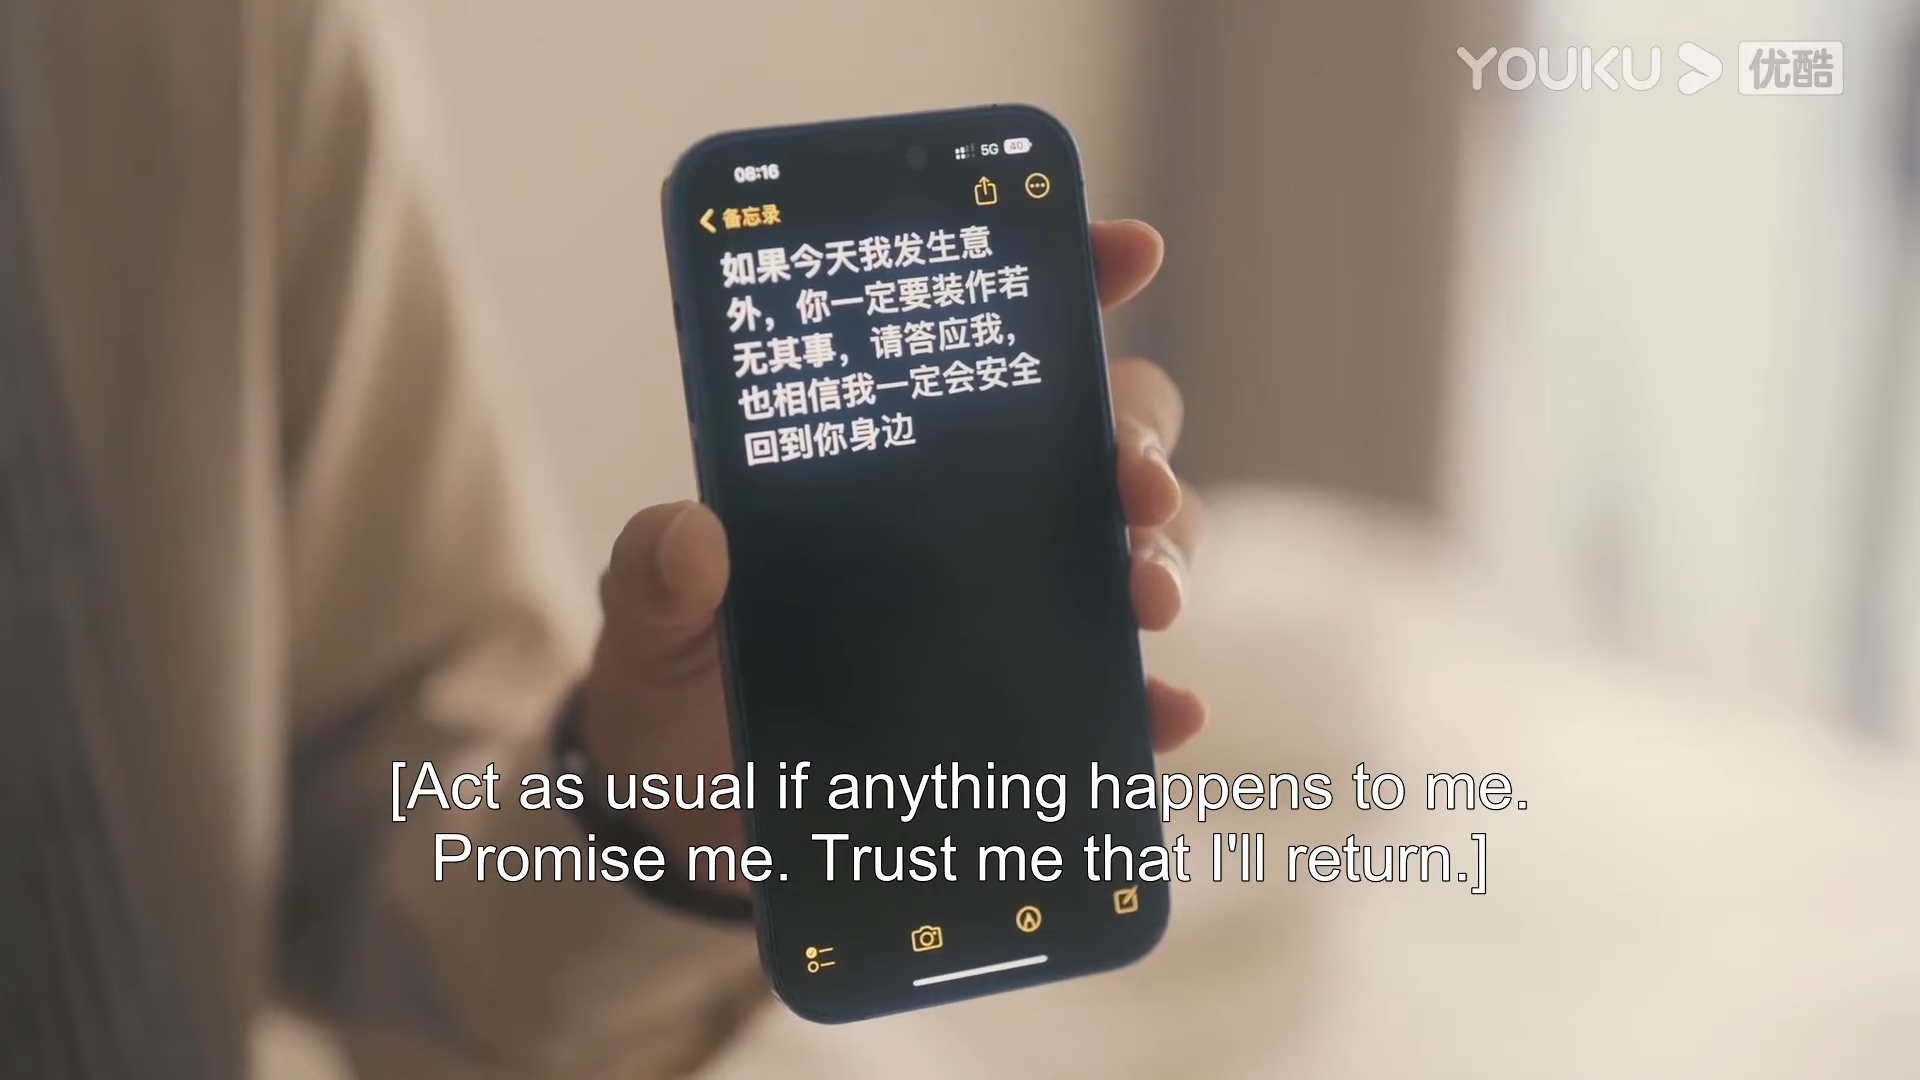 YOUKU 优酷
08:16 5G 40
备忘录
如果今天我发生意
外，你一定要装作若
无其事，请答应我，
也相信我一定会安全
回到你身边
[Act as usual if anything happens to me.
Promise me. Trust me that I'll return.]